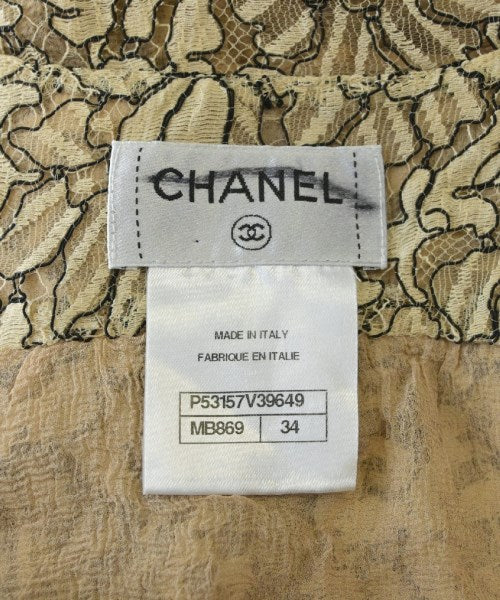 CHANEL
MADE IN ITALY
FABRIQUE EN ITALIE
P53157V39649
MB869 34